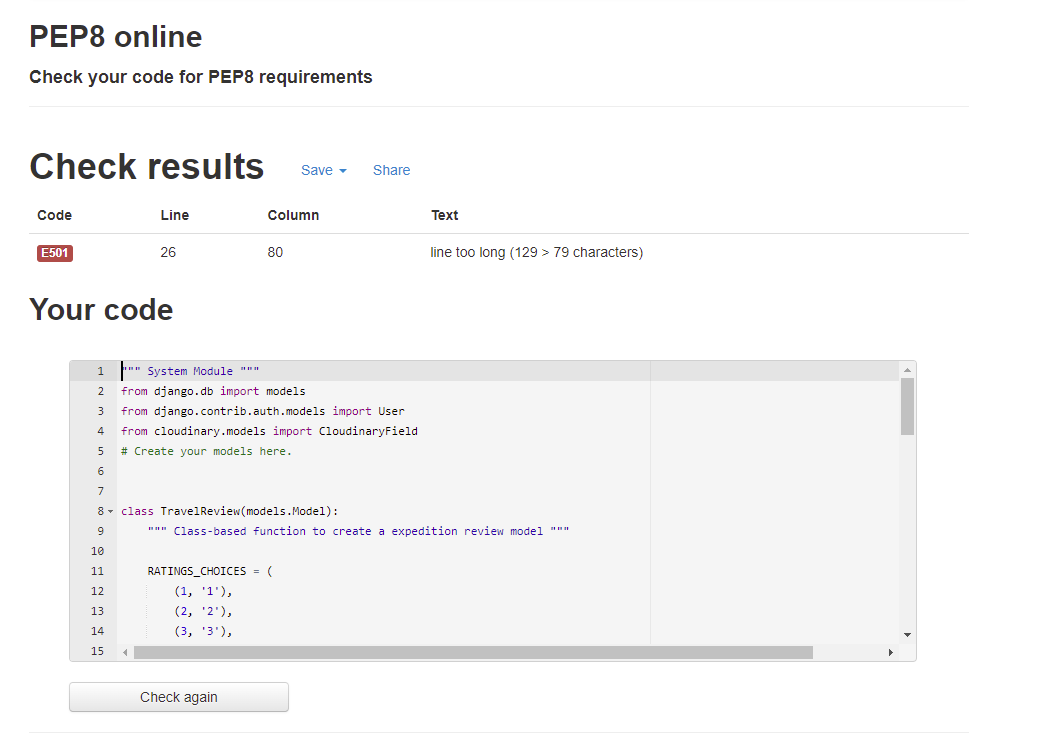 PEP8 online
Check your code for PEP8 requirements
Check results Save Share
Code Line Column Text
E501 26 80 line too long (129 > 79 characters)
Your code
1 """ System Module """
2 from django.db import models
3 from django.contrib.auth.models import User
4 from cloudinary.models import CloudinaryField
5 # Create your models here.
6
7
8 class TravelReview(models.Model):
9 """ Class-based function to create a expedition review model """
10
11 RATINGS_CHOICES = (
12 (1, '1'),
13 (2, '2'),
14 (3, '3'),
15
Check again